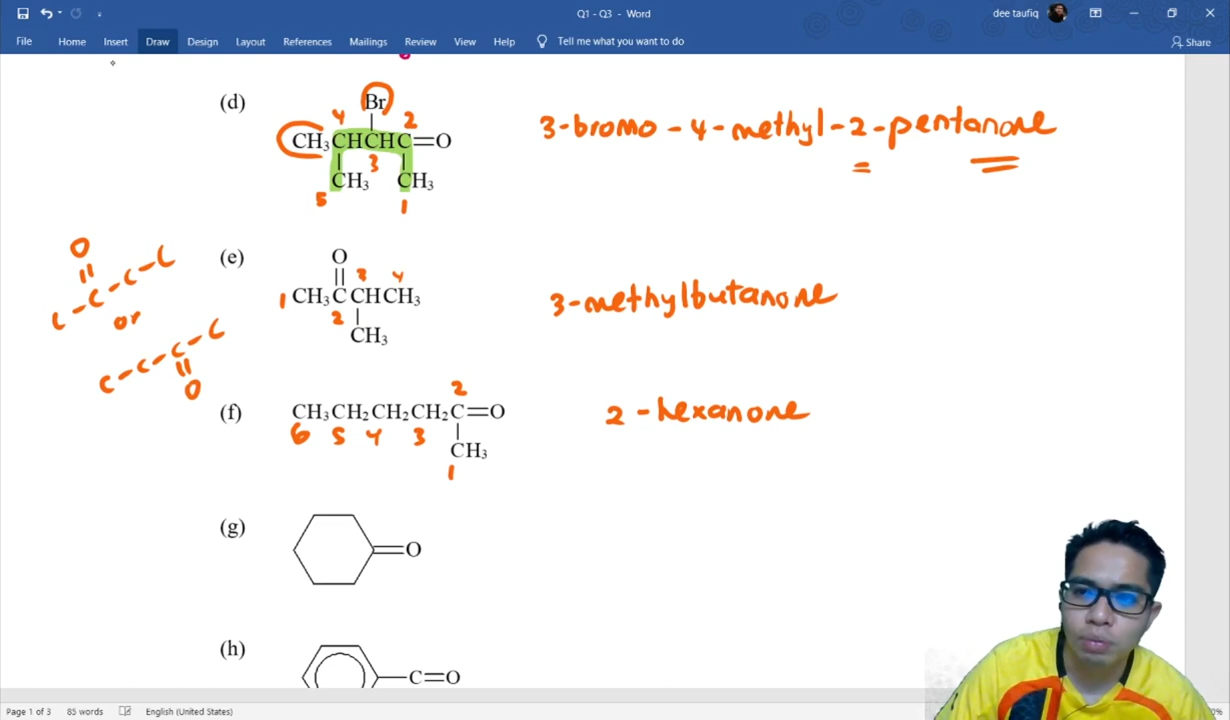 Q1 - Q3 - Word
dee taufiq
File Home Insert Draw Design Layout References Mailings Review View Help Tell me what you want to do Share
(d)
Br
4 2
CH₃CHCHC=O
3
CH₃ CH₃
5 1
3-bromo-4-methyl-2-pentanone
O
C-C-C-C
or
C-C-C-C
O
(e)
O
3 4
1 CH₃CCHCH₃
2
CH₃
3-methylbutanone
(f)
2
CH₃CH₂CH₂CH₂C=O
6 5 4 3
CH₃
1
2-hexanone
(g)
O
(h)
C=O
Page 1 of 3 85 words English (United States)